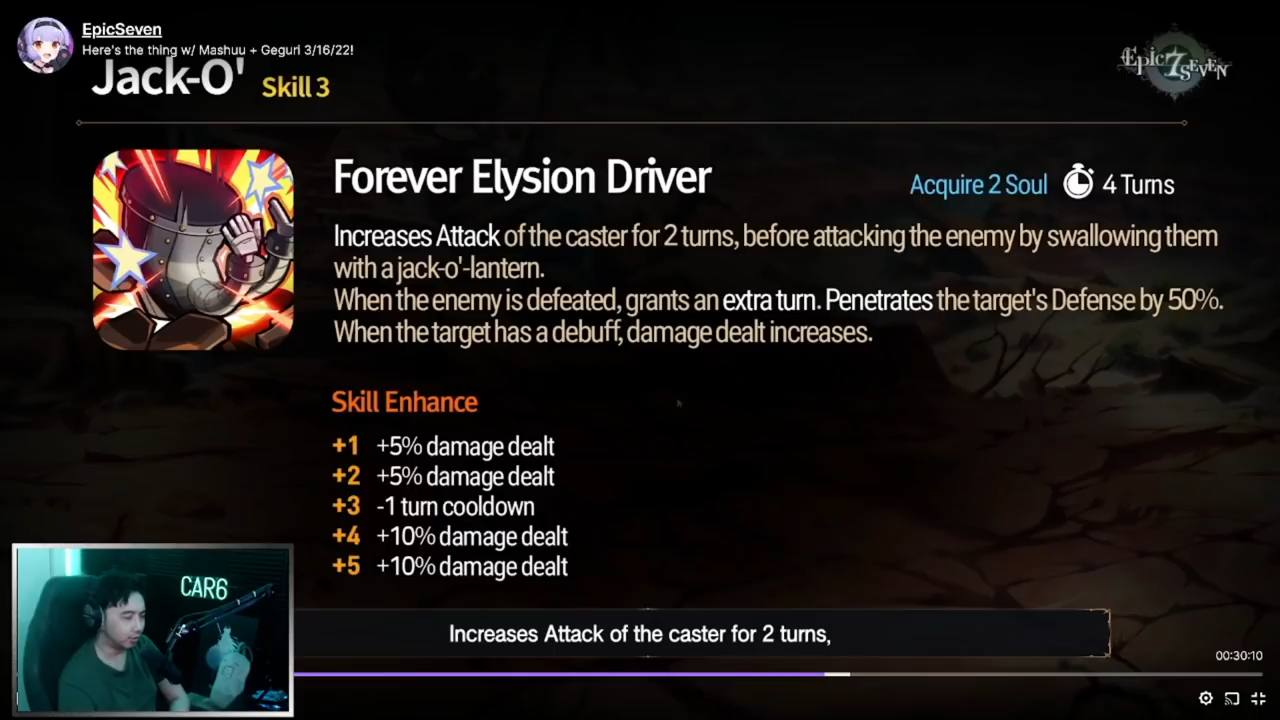 EpicSeven
Here's the thing w/ Mashuu + Geguri 3/16/22!
Jack-O' Skill 3
Epic7 SEVEN
Forever Elysion Driver
Acquire 2 Soul 4 Turns
Increases Attack of the caster for 2 turns, before attacking the enemy by swallowing them
with a jack-o'-lantern.
When the enemy is defeated, grants an extra turn. Penetrates the target's Defense by 50%.
When the target has a debuff, damage dealt increases.
Skill Enhance
+1 +5% damage dealt
+2 +5% damage dealt
+3 -1 turn cooldown
+4 +10% damage dealt
+5 +10% damage dealt
CAR6
Increases Attack of the caster for 2 turns,
00:30:10